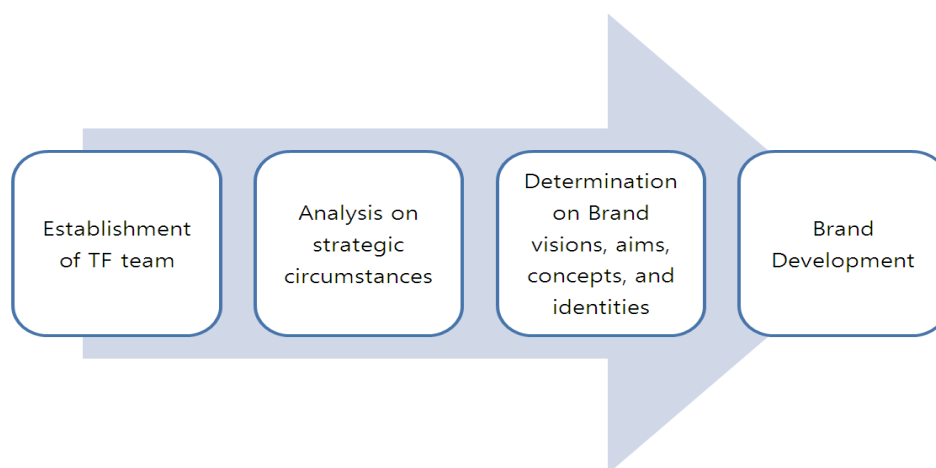 Establishment
of TF team
Analysis on
strategic
circumstances
Determination
on Brand
visions, aims,
concepts, and
identities
Brand
Development